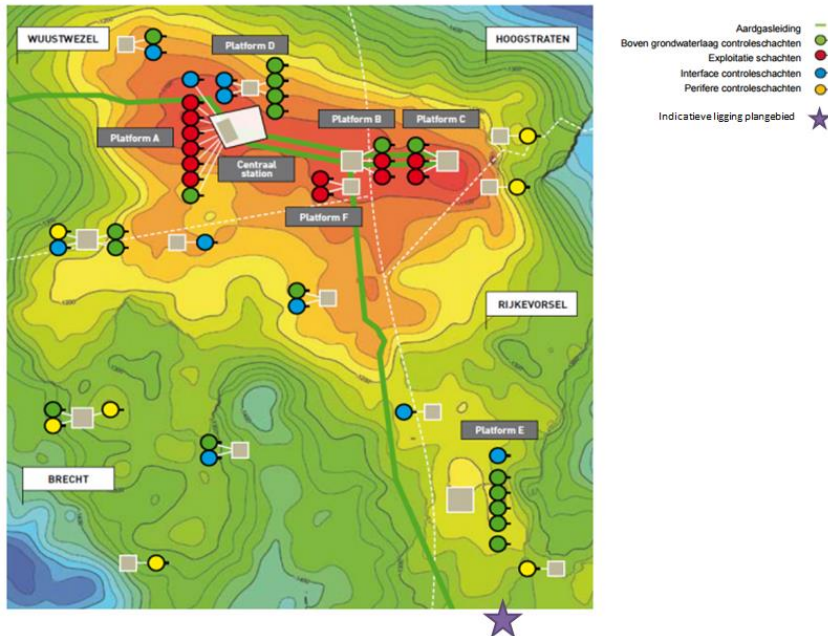 WUUSTWEZEL
Platform D
HOOGSTRATEN
Platform A
Centraal
station
Platform B
Platform C
Platform F
RIJKEVORSEL
Platform E
BRECHT
Aardgasleiding
Boven grondwaterlaag controleschachten
Exploitatie schachten
Interface controleschachten
Perifere controleschachten
Indicatieve ligging plangebied